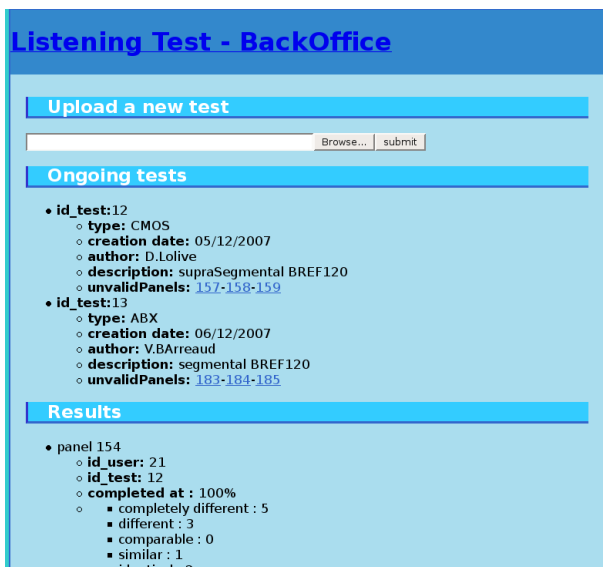 Listening Test - BackOffice
Upload a new test
Browse... submit
Ongoing tests
id_test:12
type: CMOS
creation date: 05/12/2007
author: D.Lolive
description: supraSegmental BREF120
unvalidPanels: 157-158-159
id_test:13
type: ABX
creation date: 06/12/2007
author: V.BArreaud
description: segmental BREF120
unvalidPanels: 183-184-185
Results
panel 154
id_user: 21
id_test: 12
completed at : 100%
completely different : 5
different : 3
comparable : 0
similar : 1